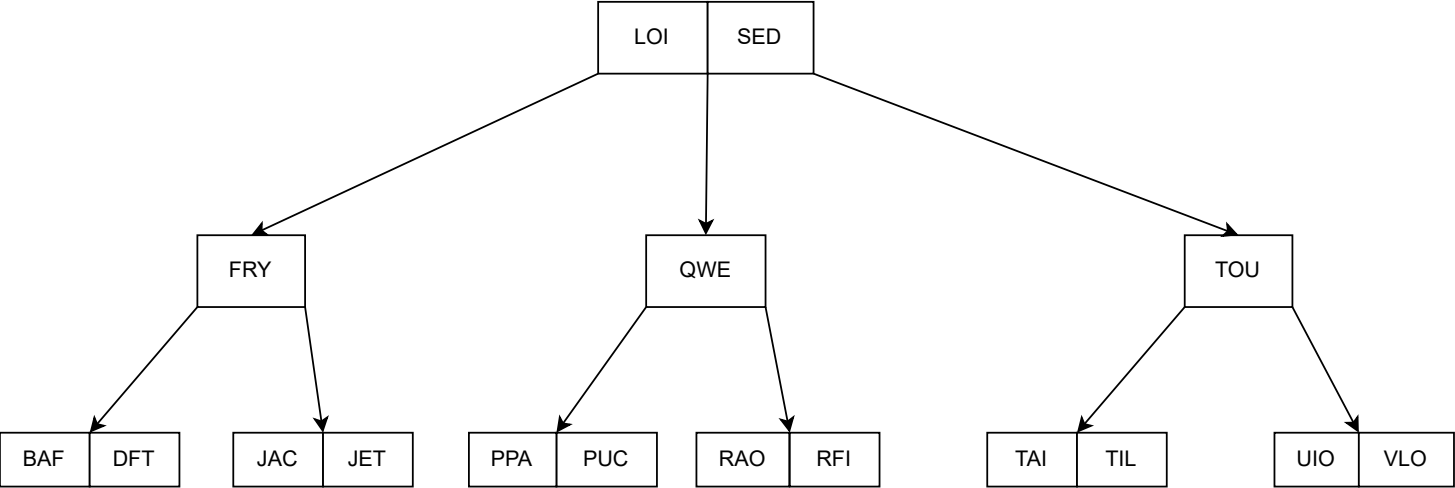 LOI SED
FRY QWE TOU
BAF DFT JAC JET PPA PUC RAO RFI TAI TIL UIO VLO